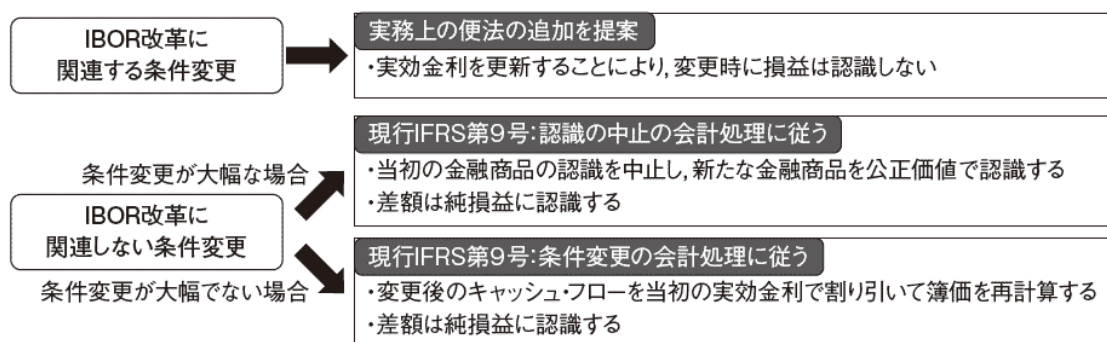 IBOR改革に
関連する条件変更
実務上の便法の追加を提案
・実効金利を更新することにより，変更時に損益は認識しない
現行IFRS第9号：認識の中止の会計処理に従う
条件変更が大幅な場合
・当初の金融商品の認識を中止し，新たな金融商品を公正価値で認識する
・差額は純損益に認識する
IBOR改革に
関連しない条件変更
条件変更が大幅でない場合
現行IFRS第9号：条件変更の会計処理に従う
・変更後のキャッシュ・フローを当初の実効金利で割り引いて簿価を再計算する
・差額は純損益に認識する